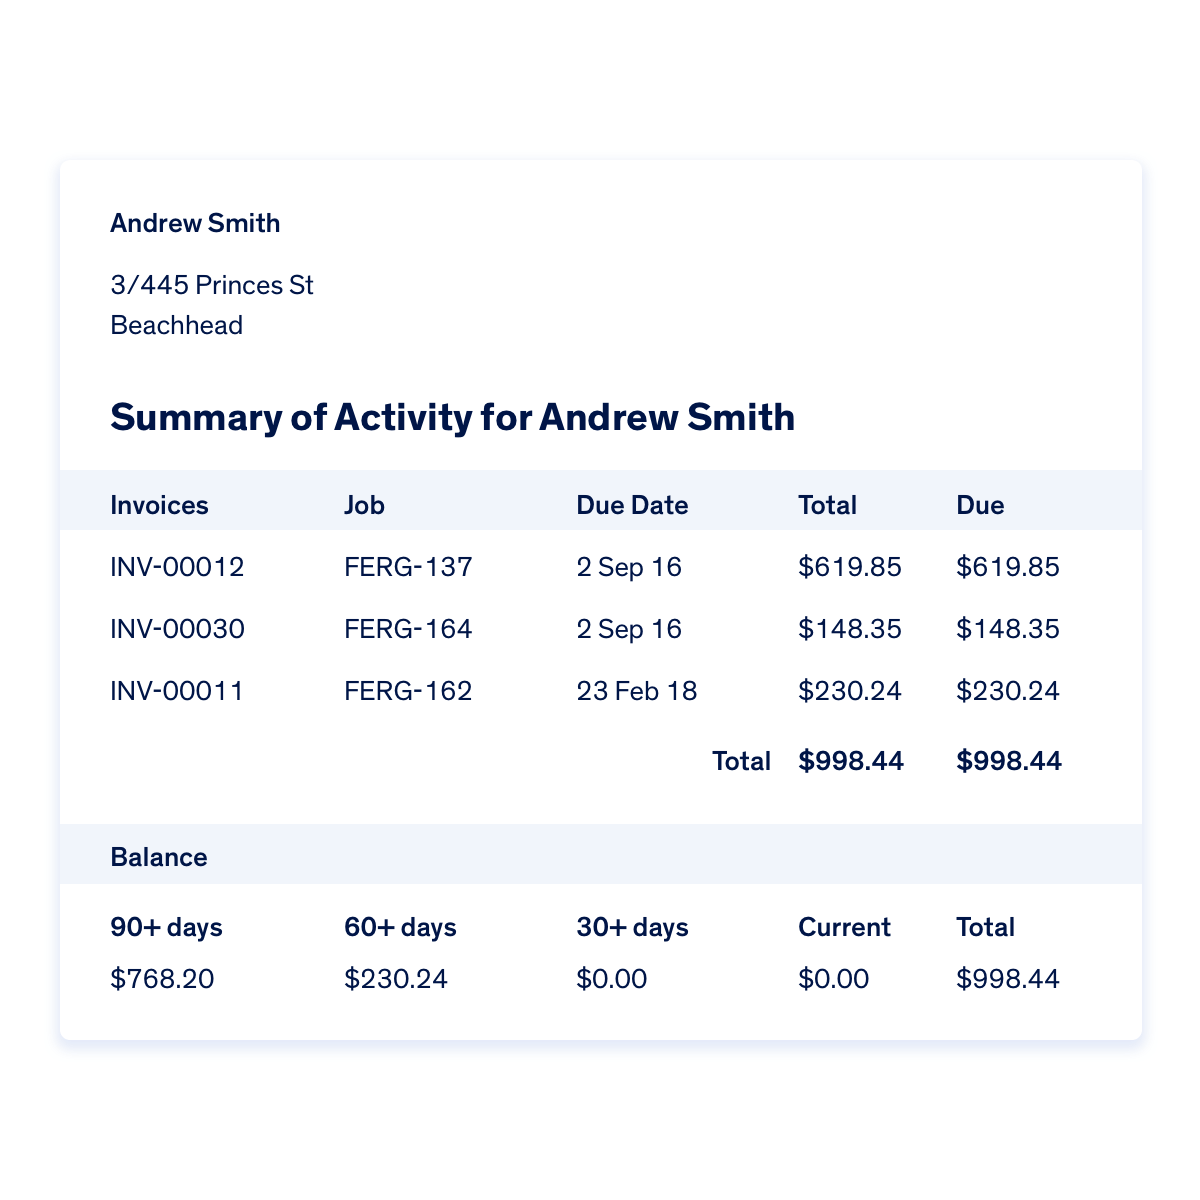 Andrew Smith
3/445 Princes St
Beachhead
Summary of Activity for Andrew Smith
Invoices Job Due Date Total Due
INV-00012 FERG-137 2 Sep 16 $619.85 $619.85
INV-00030 FERG-164 2 Sep 16 $148.35 $148.35
INV-00011 FERG-162 23 Feb 18 $230.24 $230.24
Total $998.44 $998.44
Balance
90+ days 60+ days 30+ days Current Total
$768.20 $230.24 $0.00 $0.00 $998.44